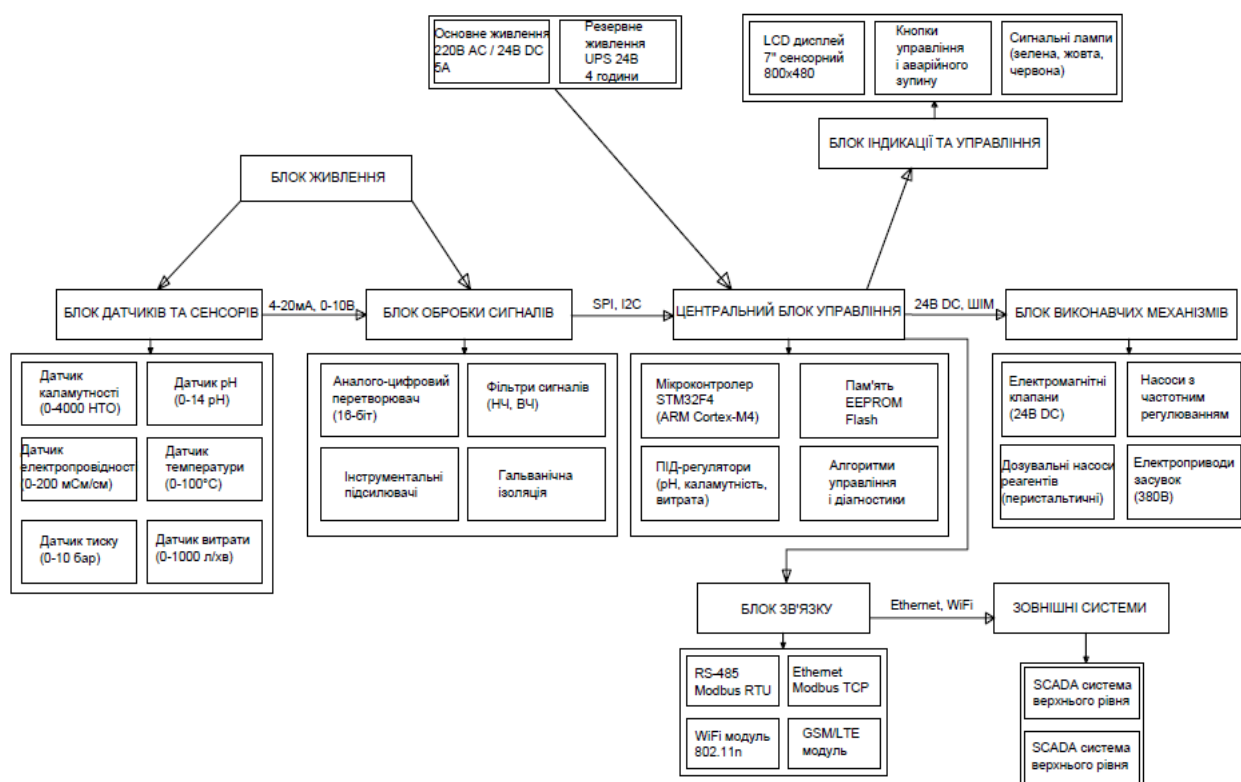 Основне живлення
220В AC / 24В DC
5А
Резервне
живлення
UPS 24В
4 години
LCD дисплей
7" сенсорний
800x480
Кнопки
управління
і аварійного
зупину
Сигнальні лампи
(зелена, жовта,
червона)
БЛОК ІНДИКАЦІЇ ТА УПРАВЛІННЯ
БЛОК ЖИВЛЕННЯ
БЛОК ДАТЧИКІВ ТА СЕНСОРІВ
4-20мА, 0-10В
БЛОК ОБРОБКИ СИГНАЛІВ
SPI, I2C
ЦЕНТРАЛЬНИЙ БЛОК УПРАВЛІННЯ
24В DC, ШІМ
БЛОК ВИКОНАВЧИХ МЕХАНІЗМІВ
Датчик
каламутності
(0-4000 НТО)
Датчик pH
(0-14 pH)
Датчик
електропровідност
(0-200 мСм/см)
Датчик
температури
(0-100°C)
Датчик тиску
(0-10 бар)
Датчик витрати
(0-1000 л/хв)
Аналого-цифровий
перетворювач
(16-біт)
Фільтри сигналів
(НЧ, ВЧ)
Інструментальні
підсилювачі
Гальванічна
ізоляція
Мікроконтролер
STM32F4
(ARM Cortex-M4)
Пам'ять
EEPROM
Flash
ПІД-регулятори
(pH, каламутність,
витрата)
Алгоритми
управління
і діагностики
Електромагнітні
клапани
(24В DC)
Насоси з
частотним
регулюванням
Дозувальні насоси
реагентів
(перистальтичні)
Електроприводи
засувок
(380В)
БЛОК ЗВ'ЯЗКУ
Ethernet, WiFi
ЗОВНІШНІ СИСТЕМИ
RS-485
Modbus RTU
Ethernet
Modbus TCP
WiFi модуль
802.11n
GSM/LTE
модуль
SCADA система
верхнього рівня
SCADA система
верхнього рівня